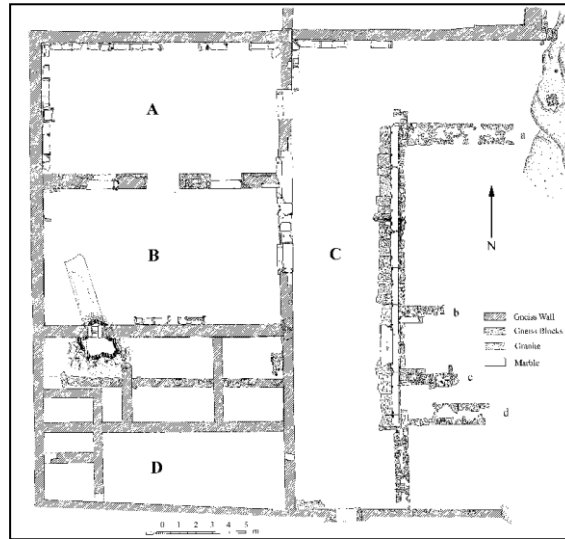 A
a
B
C
N
b
Gneiss Wall
Gneiss Blocks
Granite
Marble
c
d
D
0 1 2 3 4 5
m